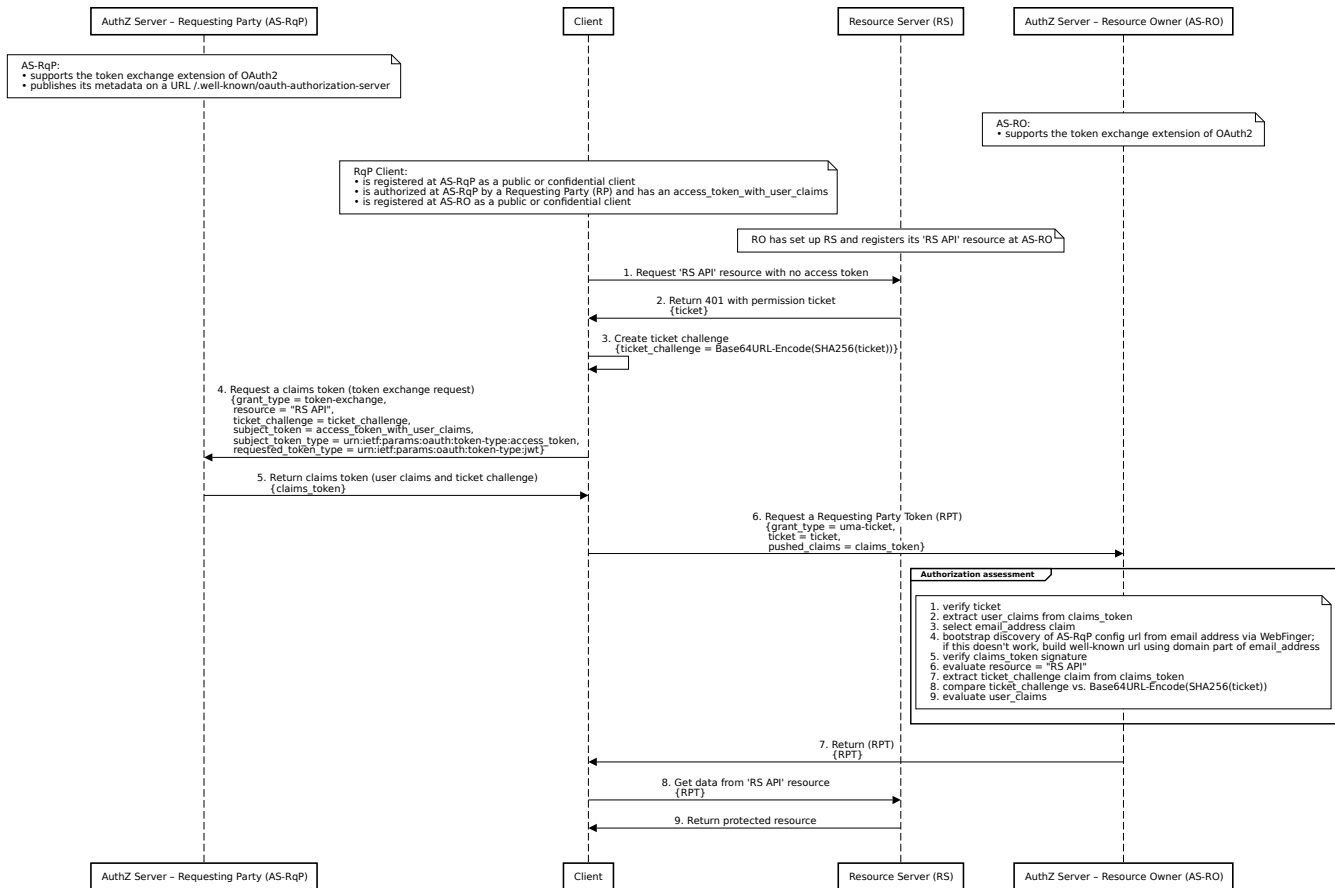 AuthZ Server – Requesting Party (AS-RqP)
Client
Resource Server (RS)
AuthZ Server – Resource Owner (AS-RO)
AS-RqP:
• supports the token exchange extension of OAuth2
• publishes its metadata on a URL /.well-known/oauth-authorization-server
AS-RO:
• supports the token exchange extension of OAuth2
RqP Client:
• is registered at AS-RqP as a public or confidential client
• is authorized at AS-RqP by a Requesting Party (RP) and has an access_token_with_user_claims
• is registered at AS-RO as a public or confidential client
RO has set up RS and registers its 'RS API' resource at AS-RO
1. Request 'RS API' resource with no access token
2. Return 401 with permission ticket
{ticket}
3. Create ticket challenge
{ticket_challenge = Base64URL-Encode(SHA256(ticket))}
4. Request a claims token (token exchange request)
{grant_type = token-exchange,
resource = "RS API",
ticket_challenge = ticket_challenge,
subject_token = access_token_with_user_claims,
subject_token_type = urn:ietf:params:oauth:token-type:access_token,
requested_token_type = urn:ietf:params:oauth:token-type:jwt}
5. Return claims token (user claims and ticket challenge)
{claims_token}
6. Request a Requesting Party Token (RPT)
{grant_type = uma-ticket,
ticket = ticket,
pushed_claims = claims_token}
Authorization assessment
1. verify ticket
2. extract user_claims from claims_token
3. select email_address claim
4. bootstrap discovery of AS-RqP config url from email address via WebFinger;
if this doesn't work, build well-known url using domain part of email_address
5. verify claims_token signature
6. evaluate resource = "RS API"
7. extract ticket_challenge claim from claims_token
8. compare ticket_challenge vs. Base64URL-Encode(SHA256(ticket))
9. evaluate user_claims
7. Return (RPT)
{RPT}
8. Get data from 'RS API' resource
{RPT}
9. Return protected resource
AuthZ Server – Requesting Party (AS-RqP)
Client
Resource Server (RS)
AuthZ Server – Resource Owner (AS-RO)